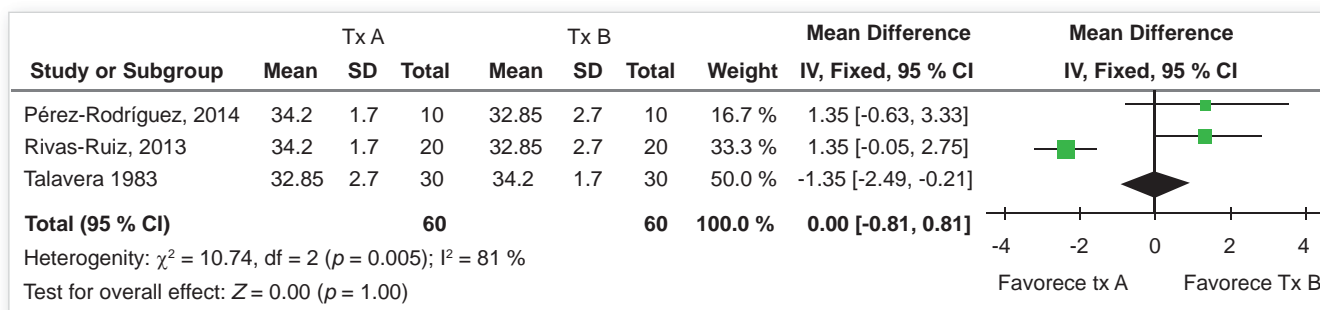 Tx A Tx B Mean Difference Mean Difference
Study or Subgroup Mean SD Total Mean SD Total Weight IV, Fixed, 95 % CI IV, Fixed, 95 % CI
Pérez-Rodríguez, 2014 34.2 1.7 10 32.85 2.7 10 16.7 % 1.35 [-0.63, 3.33]
Rivas-Ruiz, 2013 34.2 1.7 20 32.85 2.7 20 33.3 % 1.35 [-0.05, 2.75]
Talavera 1983 32.85 2.7 30 34.2 1.7 30 50.0 % -1.35 [-2.49, -0.21]
Total (95 % CI) 60 60 100.0 % 0.00 [-0.81, 0.81]
Heterogenity: χ² = 10.74, df = 2 (p = 0.005); I² = 81 %
Test for overall effect: Z = 0.00 (p = 1.00)
-4 -2 0 2 4
Favorece tx A Favorece Tx B